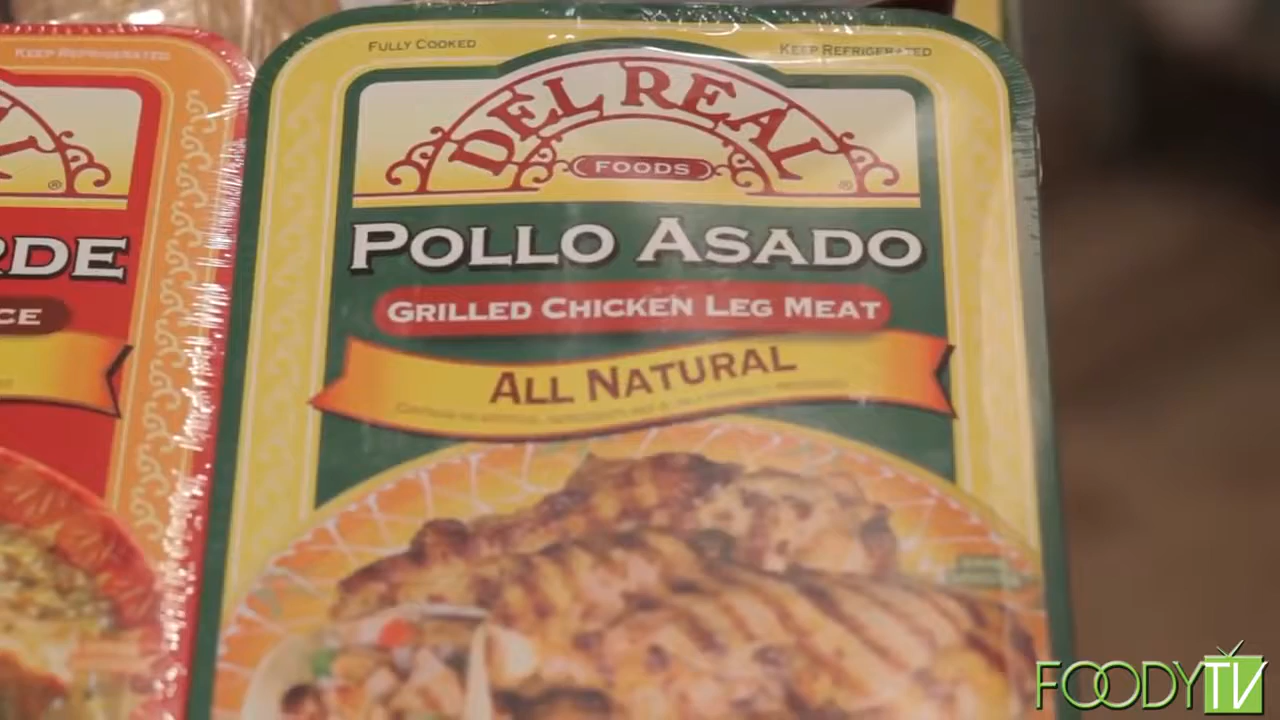 KEEP REFRIGERATED
RDE
CE
FULLY COOKED
KEEP REFRIGERATED
DEL REAL
®
FOODS
®
POLLO ASADO
GRILLED CHICKEN LEG MEAT
ALL NATURAL
FOODYTV